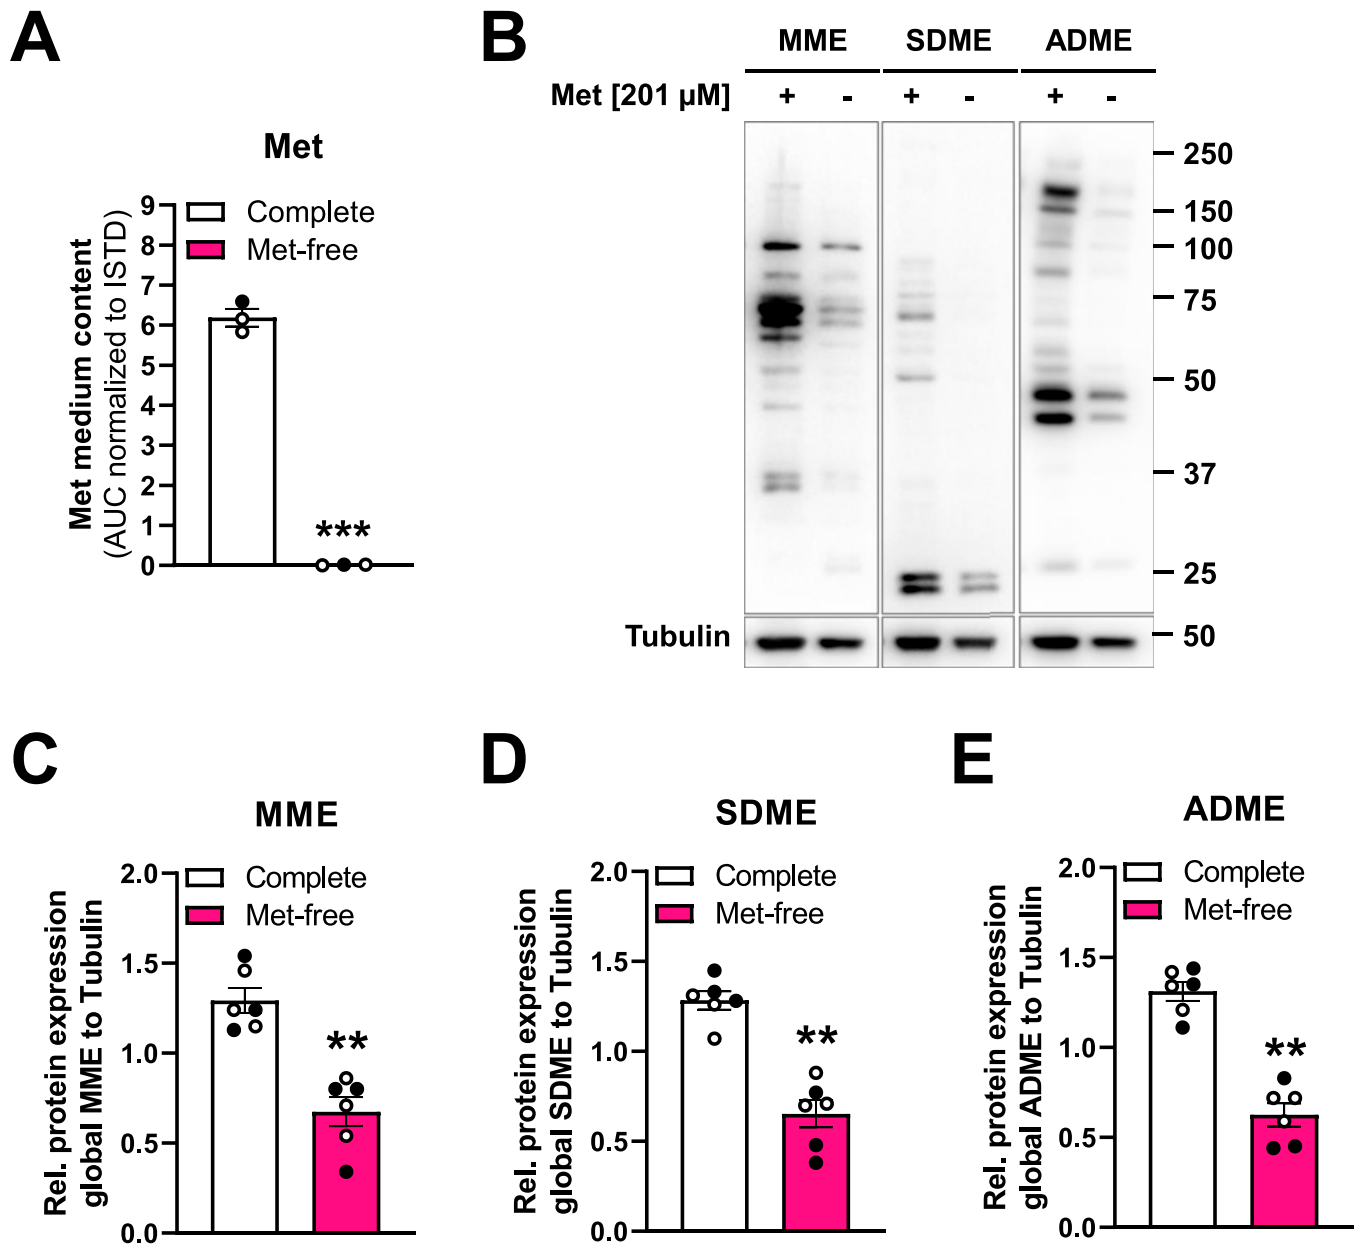 A
Met
Met medium content
(AUC normalized to ISTD)
9
8
7
6
5
4
3
2
1
0
Complete
Met-free
***
B
MME SDME ADME
Met [201 µM] + - + - + -
250
150
100
75
50
37
25
Tubulin 50
C
MME
Rel. protein expression
global MME to Tubulin
2.0
1.5
1.0
0.5
0.0
Complete
Met-free
**
D
SDME
Rel. protein expression
global SDME to Tubulin
2.0
1.5
1.0
0.5
0.0
Complete
Met-free
**
E
ADME
Rel. protein expression
global ADME to Tubulin
2.0
1.5
1.0
0.5
0.0
Complete
Met-free
**